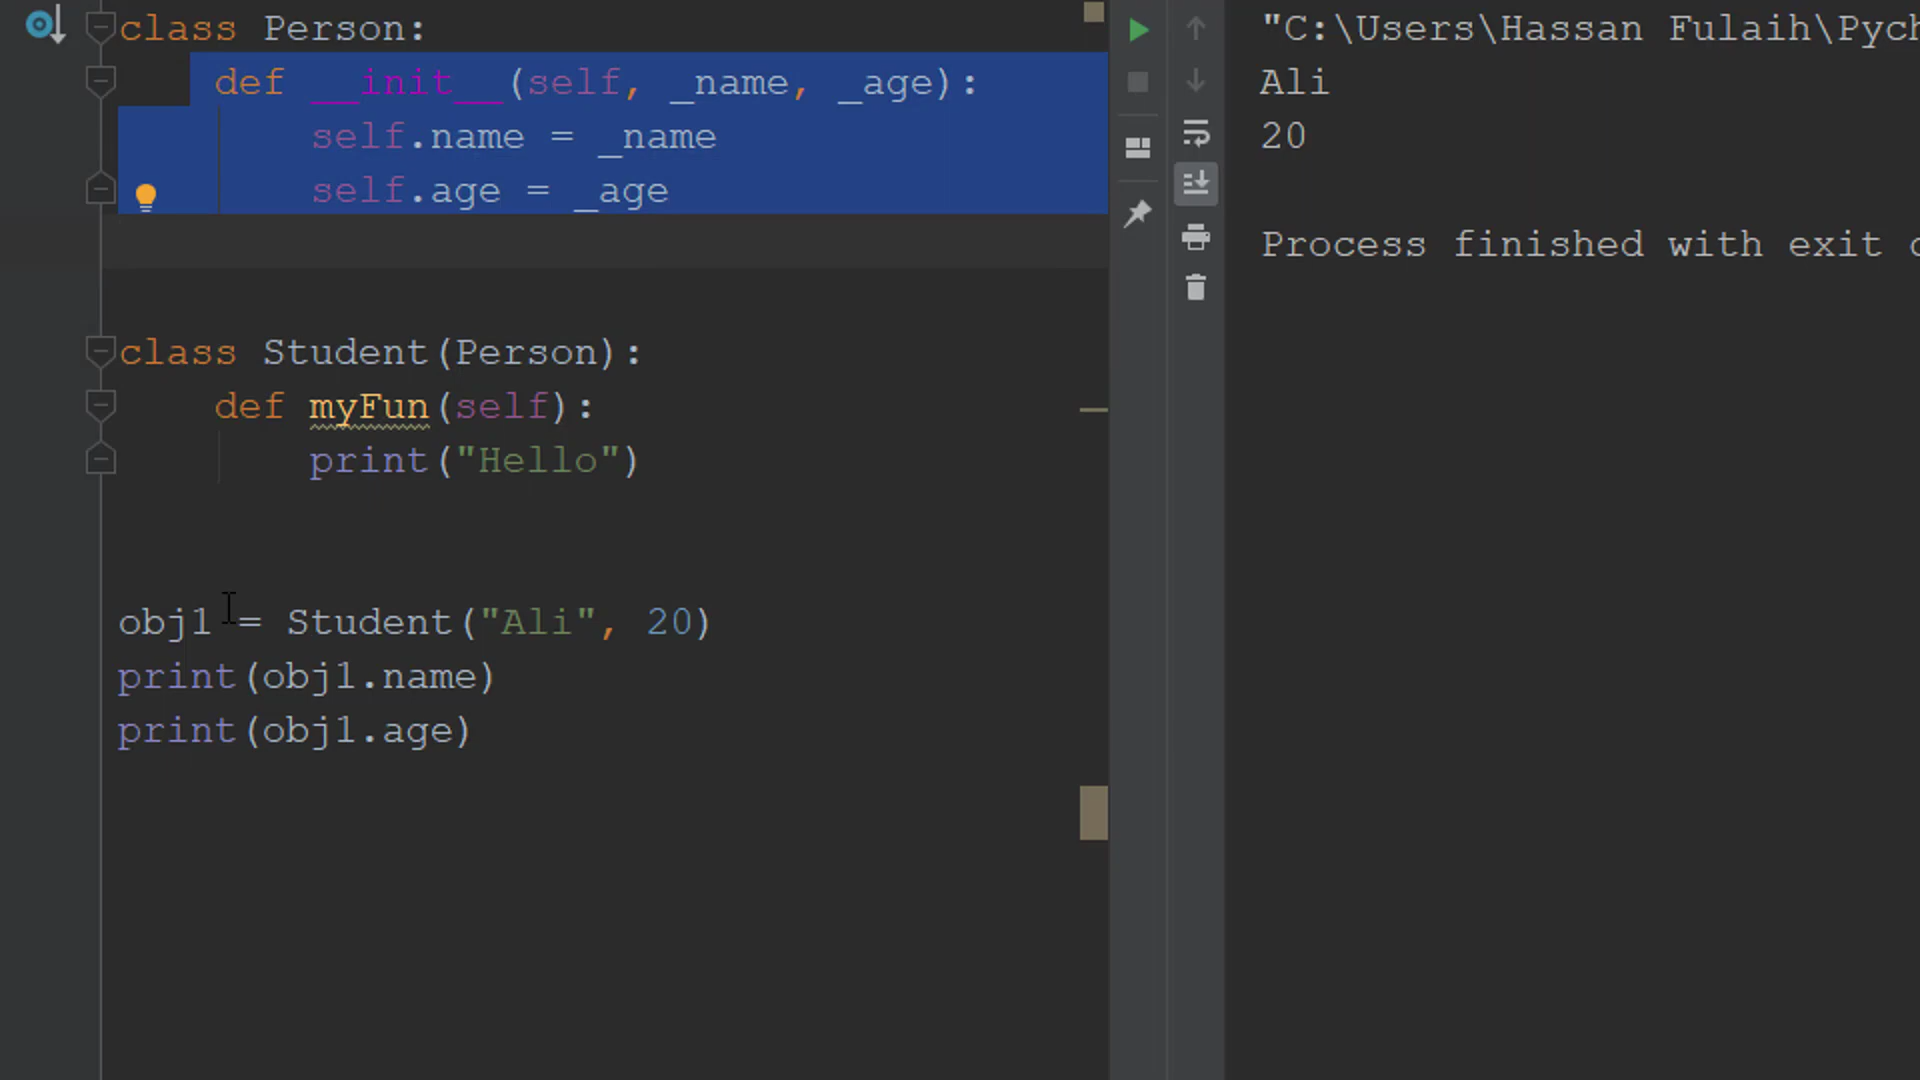 class Person:
    def __init__(self, _name, _age):
        self.name = _name
        self.age = _age

class Student(Person):
    def myFun(self):
        print("Hello")

obj1 = Student("Ali", 20)
print(obj1.name)
print(obj1.age)
"C:\Users\Hassan Fulaih\Pych
Ali
20
Process finished with exit